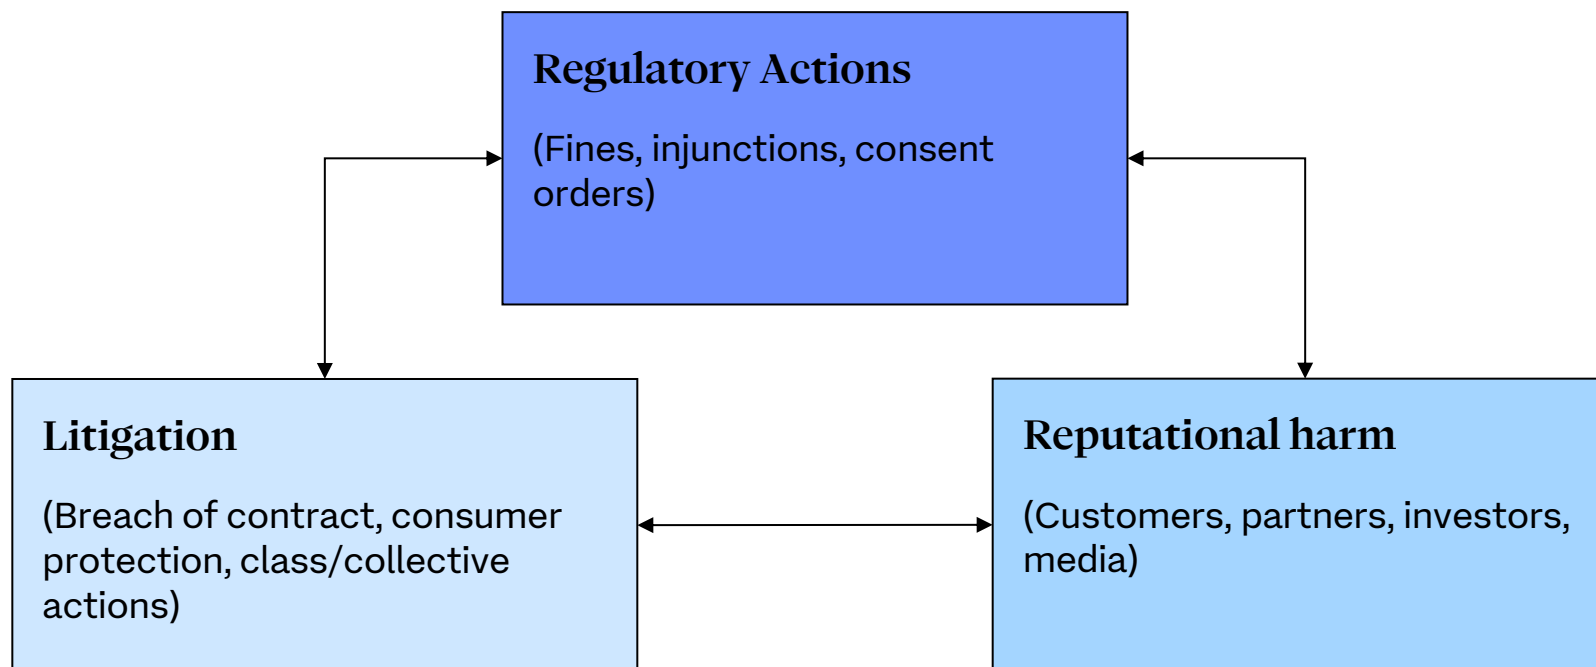 Regulatory Actions
(Fines, injunctions, consent
orders)
Litigation
(Breach of contract, consumer
protection, class/collective
actions)
Reputational harm
(Customers, partners, investors,
media)